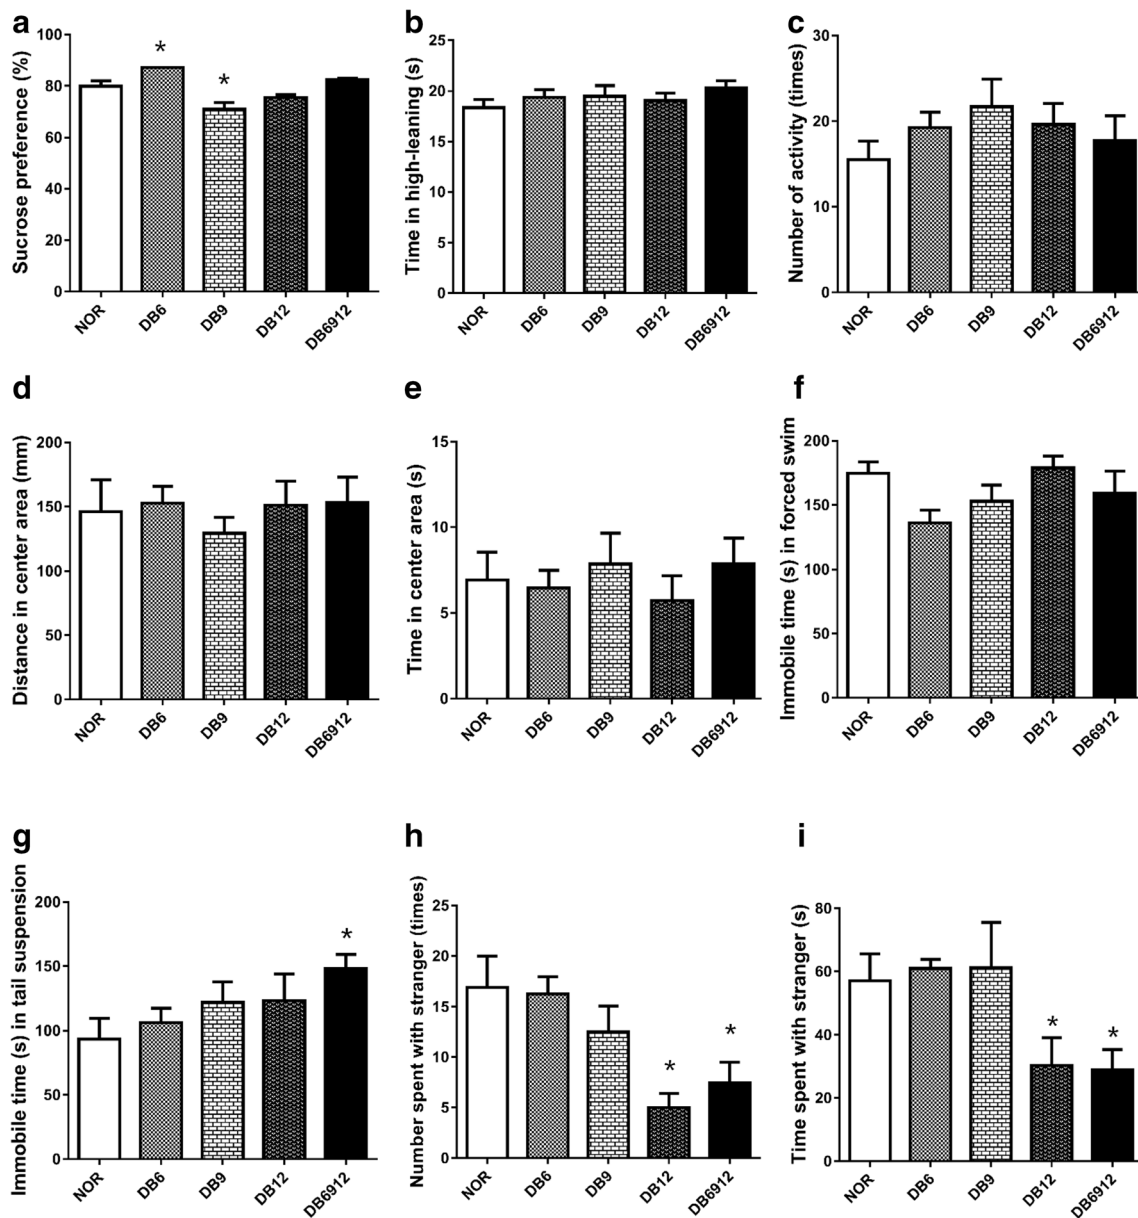 a
Sucrose preference (%)
100
80
60
40
20
0
*
*
NOR
DB6
DB9
DB12
DB6912
b
Time in high-leaning (s)
25
20
15
10
5
0
NOR
DB6
DB9
DB12
DB6912
c
Number of activity (times)
30
20
10
0
NOR
DB6
DB9
DB12
DB6912
d
Distance in center area (mm)
200
150
100
50
0
NOR
DB6
DB9
DB12
DB6912
e
Time in center area (s)
15
10
5
0
NOR
DB6
DB9
DB12
DB6912
f
Immobile time (s) in forced swim
200
150
100
50
0
NOR
DB6
DB9
DB12
DB6912
g
Immobile time (s) in tail suspension
200
150
100
50
0
*
NOR
DB6
DB9
DB12
DB6912
h
Number spent with stranger (times)
25
20
15
10
5
0
*
*
NOR
DB6
DB9
DB12
DB6912
i
Time spent with stranger (s)
80
60
40
20
0
*
*
NOR
DB6
DB9
DB12
DB6912